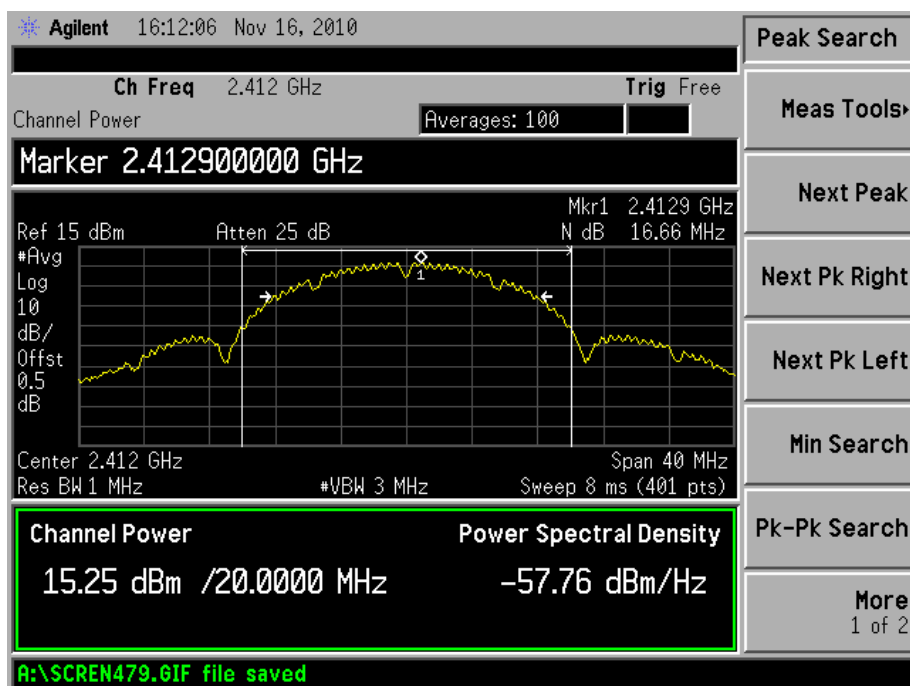 Agilent 16:12:06 Nov 16, 2010
Peak Search
Ch Freq 2.412 GHz Trig Free
Channel Power Averages: 100
Meas Tools
Marker 2.412900000 GHz
Next Peak
Mkr1 2.4129 GHz
Ref 15 dBm Atten 25 dB N dB 16.66 MHz
#Avg
Log
10
dB/
Offst
0.5
dB
1
Next Pk Right
Next Pk Left
Min Search
Center 2.412 GHz Span 40 MHz
Res BW 1 MHz #VBW 3 MHz Sweep 8 ms (401 pts)
Channel Power Power Spectral Density
15.25 dBm /20.0000 MHz -57.76 dBm/Hz
Pk-Pk Search
More
1 of 2
A:\SCREN479.GIF file saved